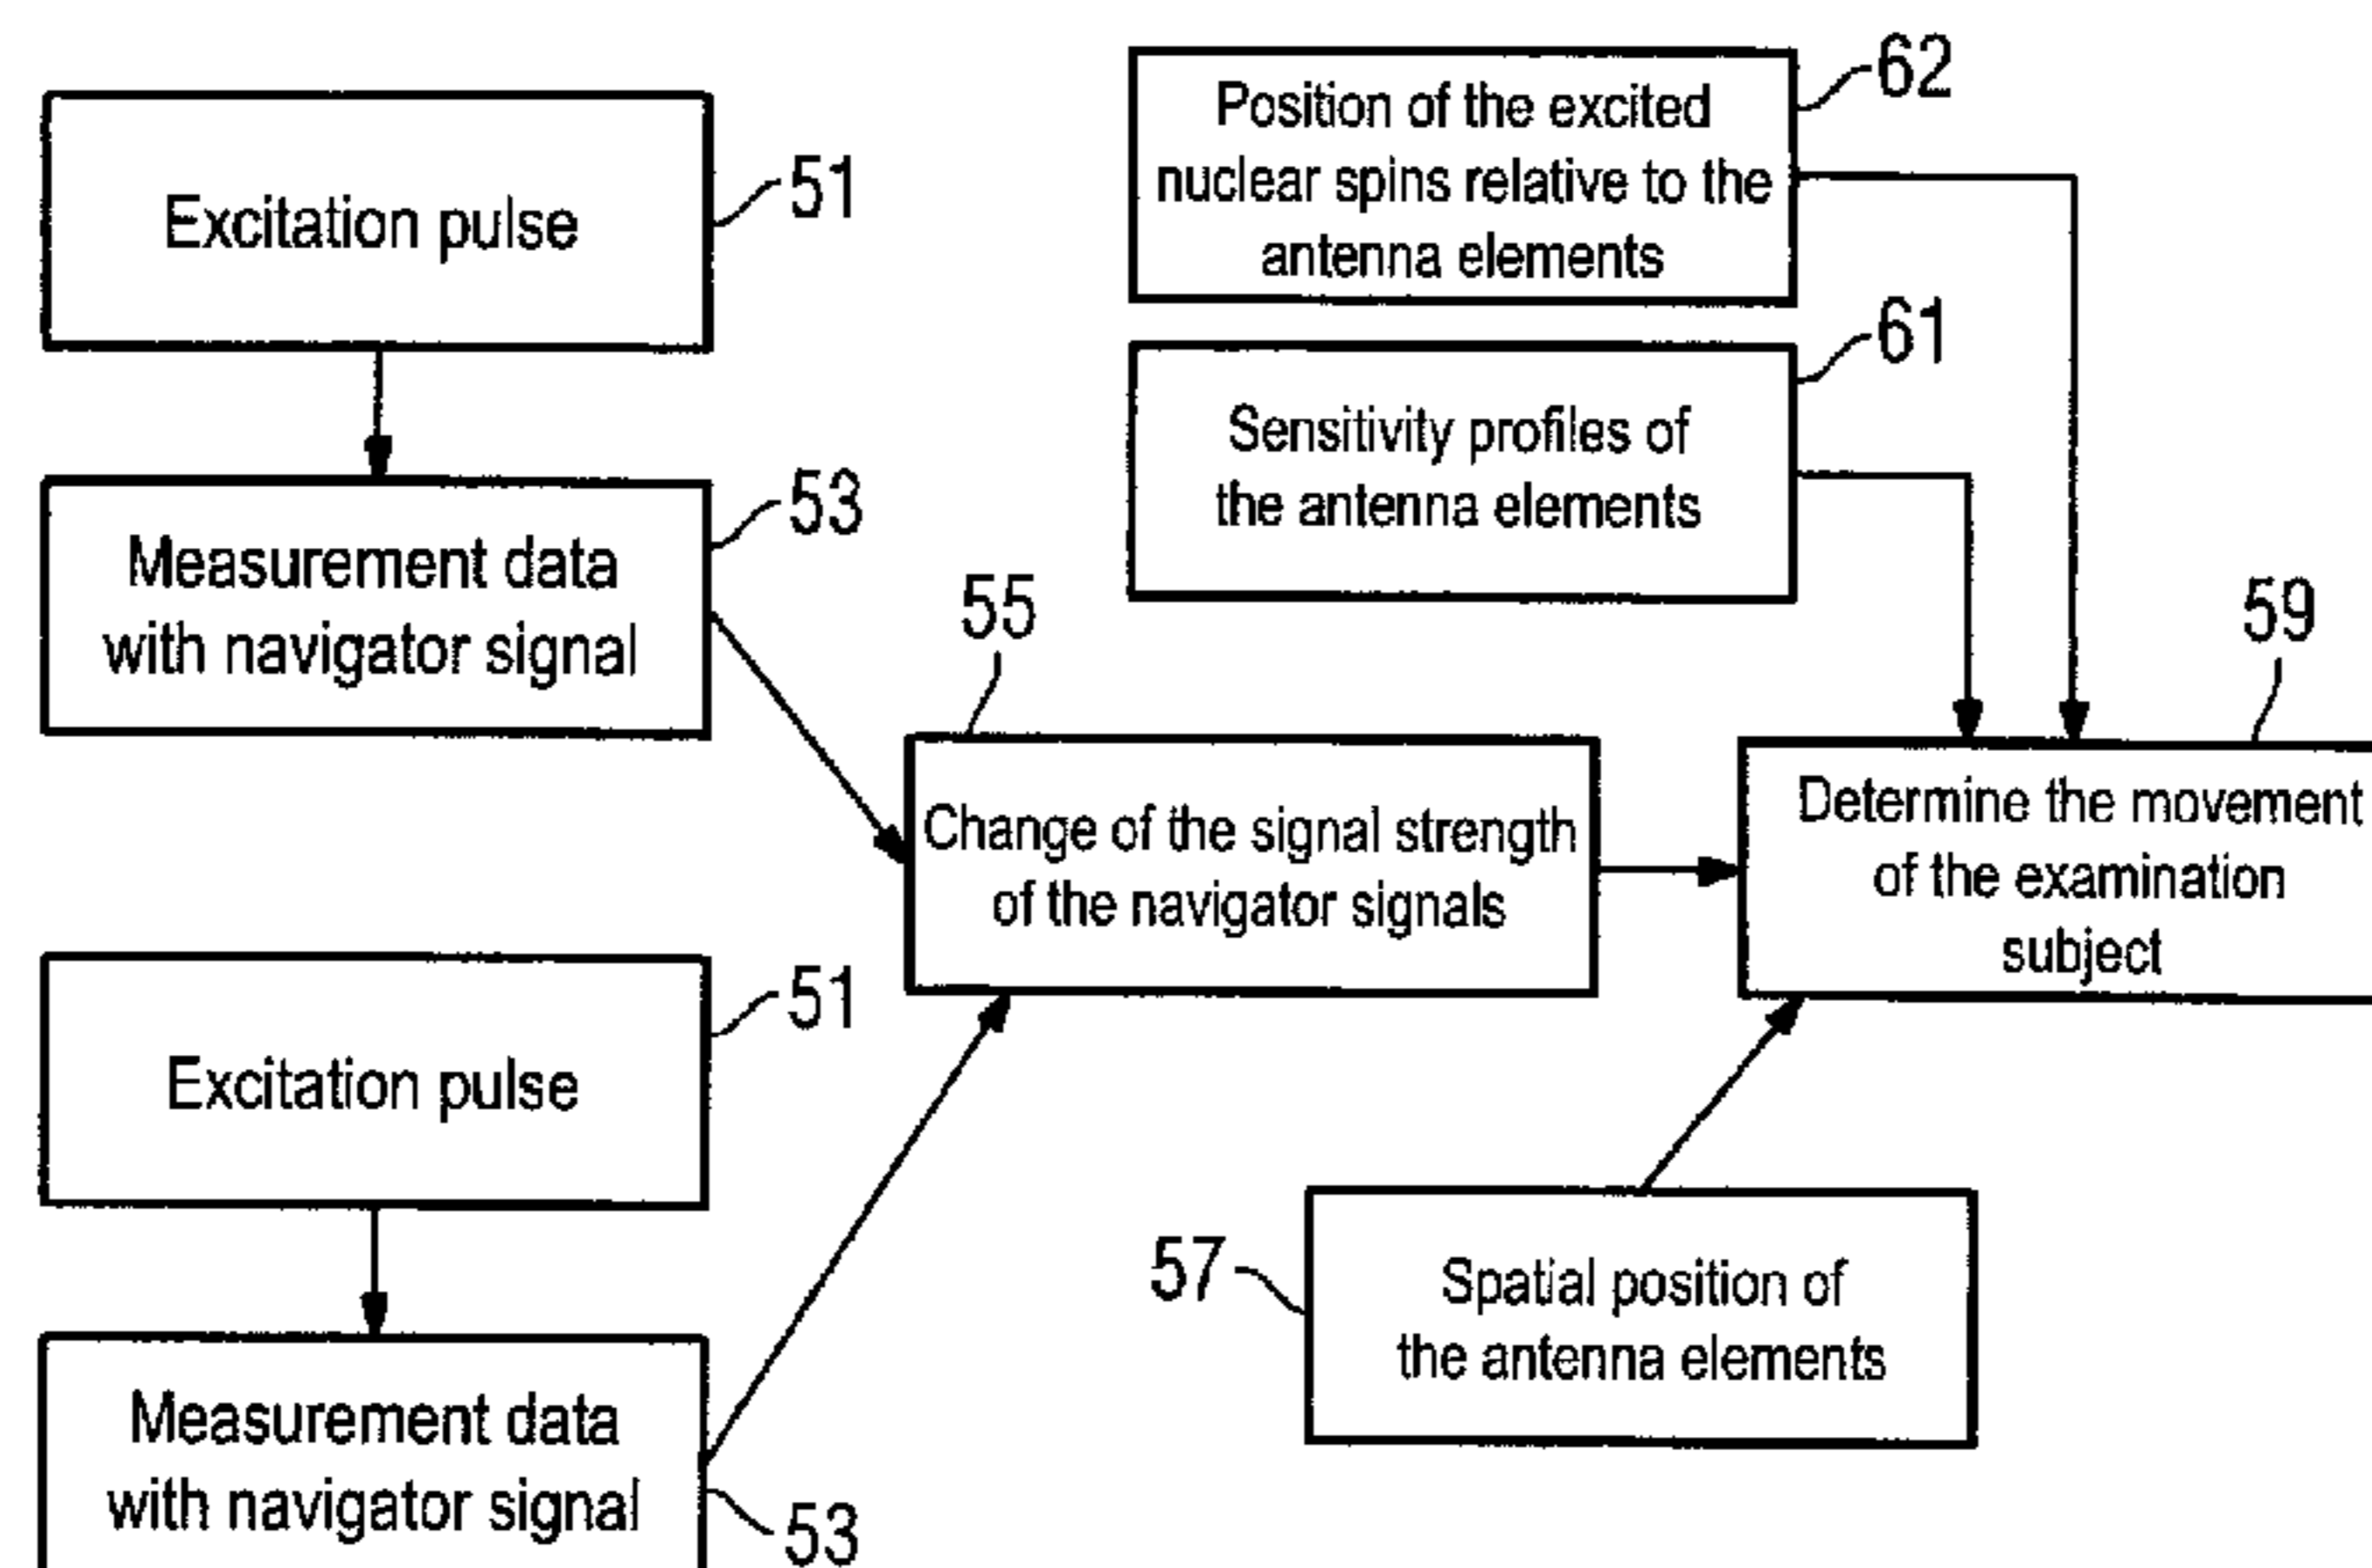 Excitation pulse
51
Measurement data
with navigator signal
53
Excitation pulse
51
Measurement data
with navigator signal
53
55
Change of the signal strength
of the navigator signals
Position of the excited
nuclear spins relative to the
antenna elements
62
Sensitivity profiles of
the antenna elements
61
59
Determine the movement
of the examination
subject
57
Spatial position of
the antenna elements